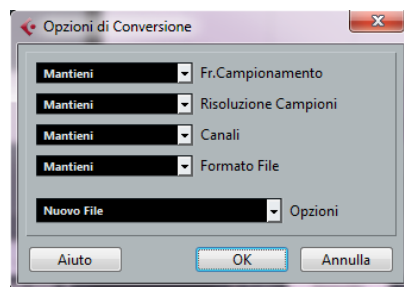 Opzioni di Conversione
Mantieni Fr.Campionamento
Mantieni Risoluzione Campioni
Mantieni Canali
Mantieni Formato File
Nuovo File Opzioni
Aiuto OK Annulla